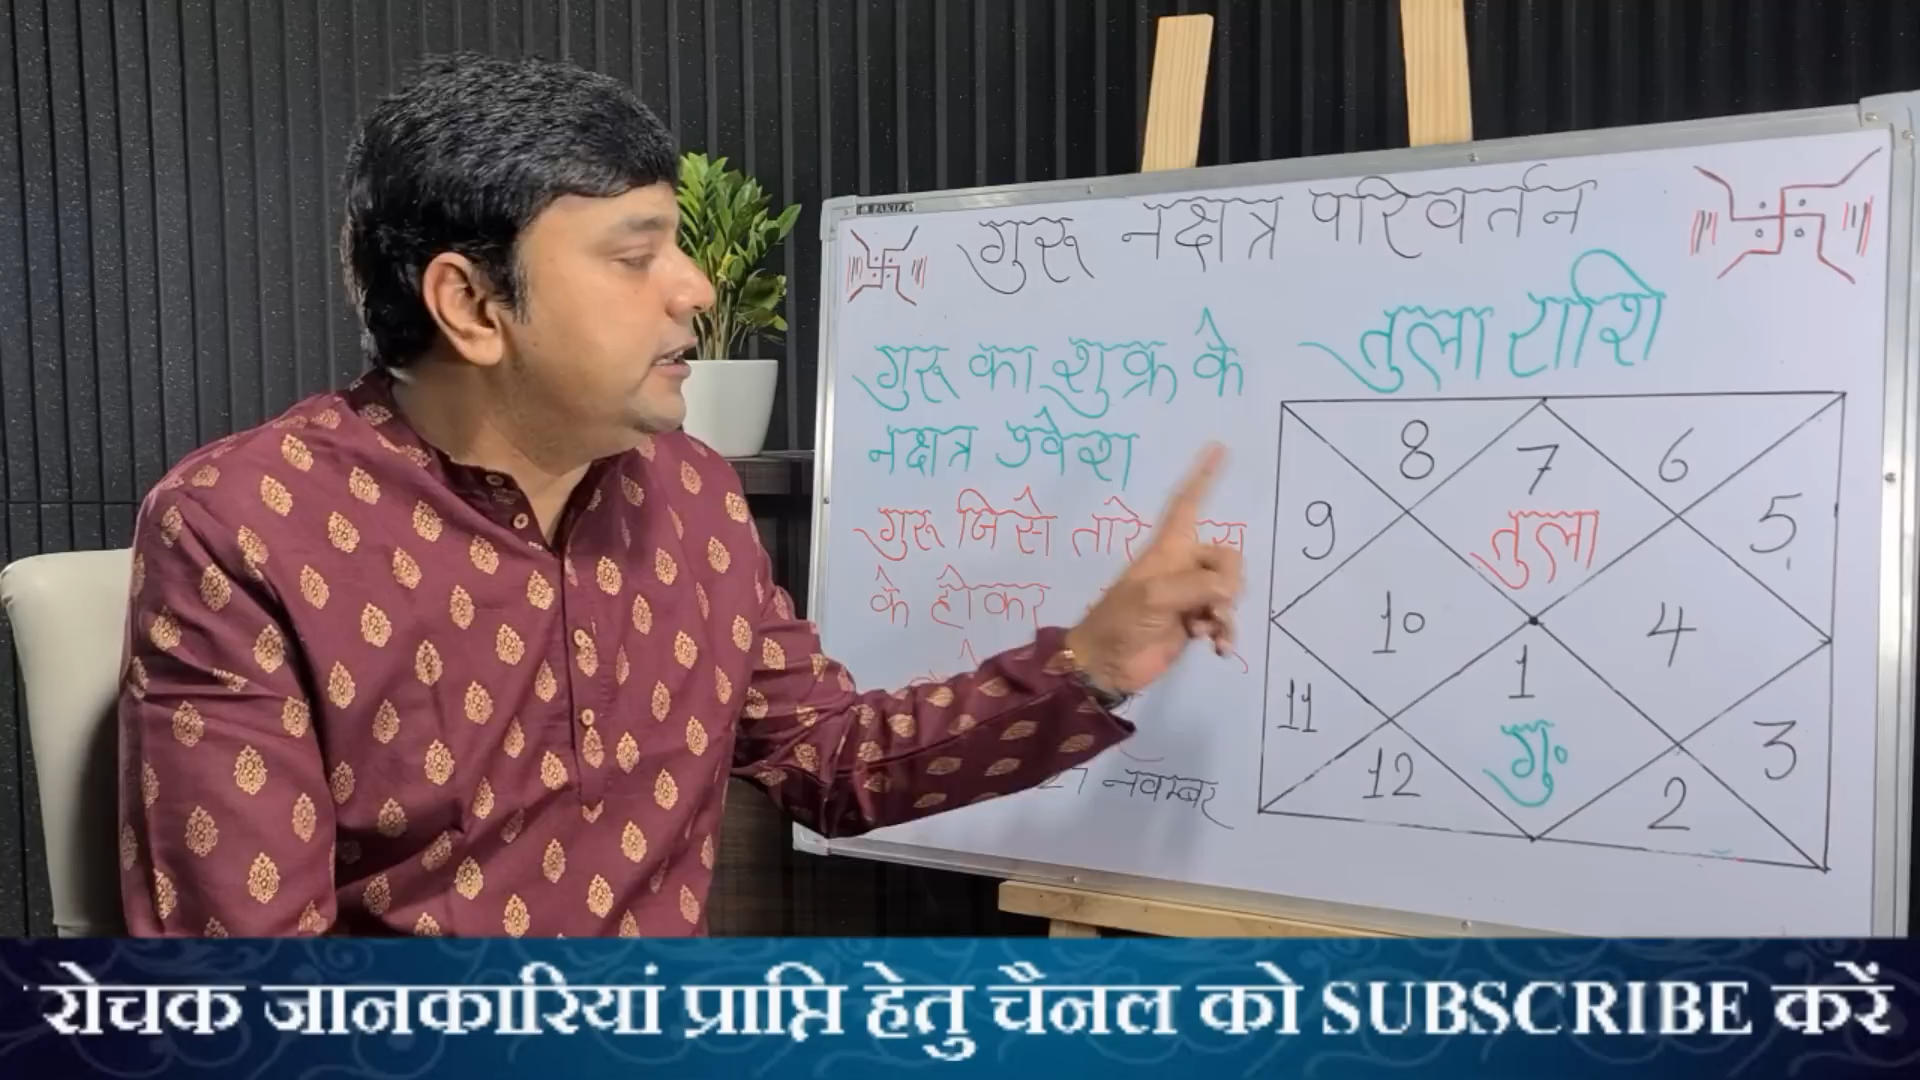 गुरू नक्षत्र परिवर्तन
गुरू का शुक्र के
नक्षत्र प्रवेश
गुरू जिसे तारे
के होकर
27 नवम्बर
तुला राशि
8 7 6
9 तुला 5
10 4
11 1 3
12 गु॰ 2
रोचक जानकारियां प्राप्ति हेतु चैनल को SUBSCRIBE करें